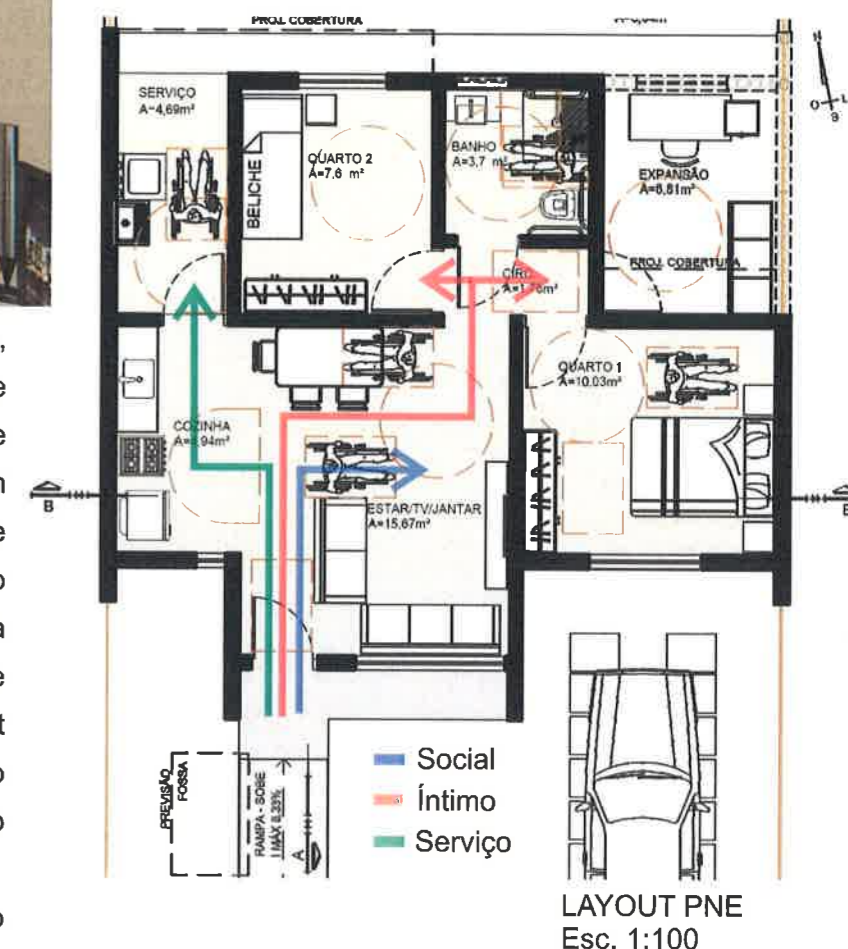 PROJ. COBERTURA
N
O L
S
SERVIÇO
A=4,69m²
QUARTO 2
A=7,6 m²
BELICHE
BANHO
A=3,7 m²
EXPANSÃO
PROJ. COBERTURA
CIRC
QUARTO 1
A=10.03m²
COZINHA
ESTAR/TV/JANTAR
A=15,67m²
B
B
PREVISÃO
FOSSA
RAMPA - SOBE
I MÁX 8,33%
A
Social
Íntimo
Serviço
LAYOUT PNE
Esc. 1:100